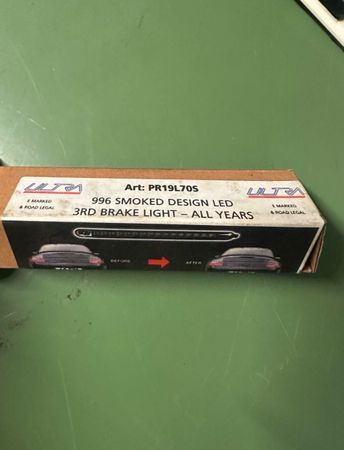 ULTRA
E MARKED
& ROAD LEGAL
Art: PR19L70S
996 SMOKED DESIGN LED
3RD BRAKE LIGHT – ALL YEARS
ULTRA
E MARKED
& ROAD LEGAL
BEFORE
AFTER